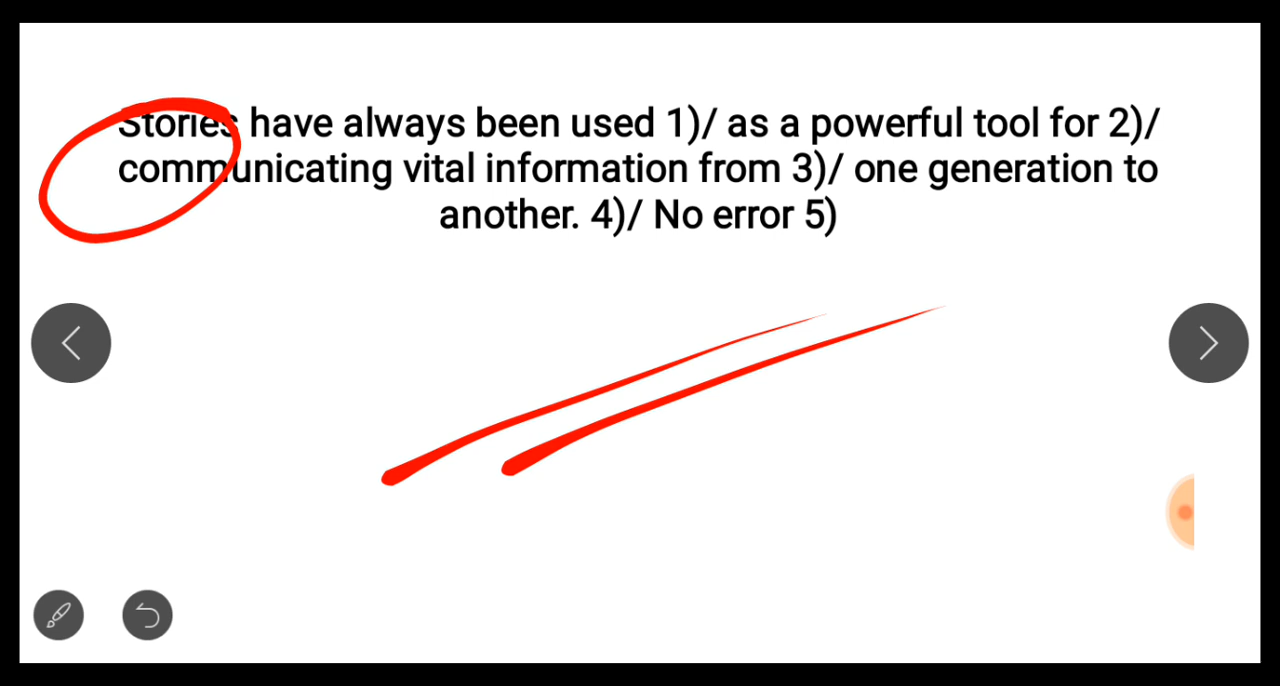 Stories have always been used 1)/ as a powerful tool for 2)/
communicating vital information from 3)/ one generation to
another. 4)/ No error 5)